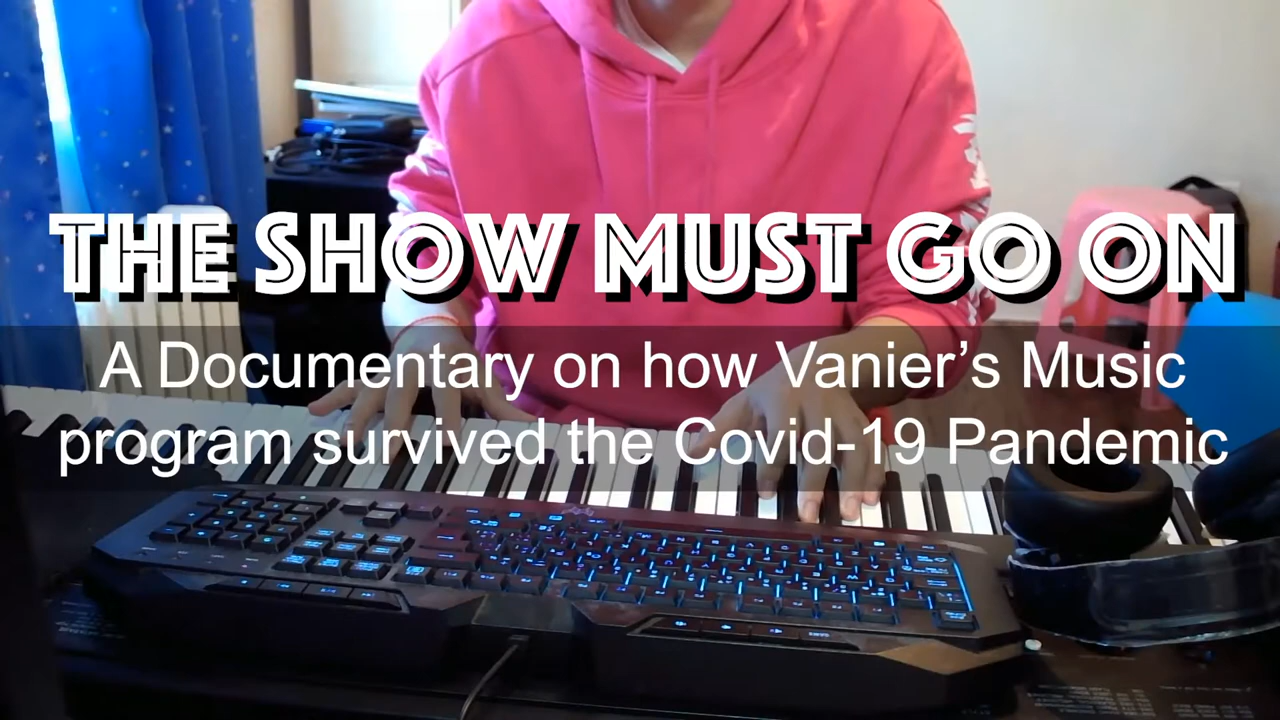 THE SHOW MUST GO ON
A Documentary on how Vanier's Music
program survived the Covid-19 Pandemic